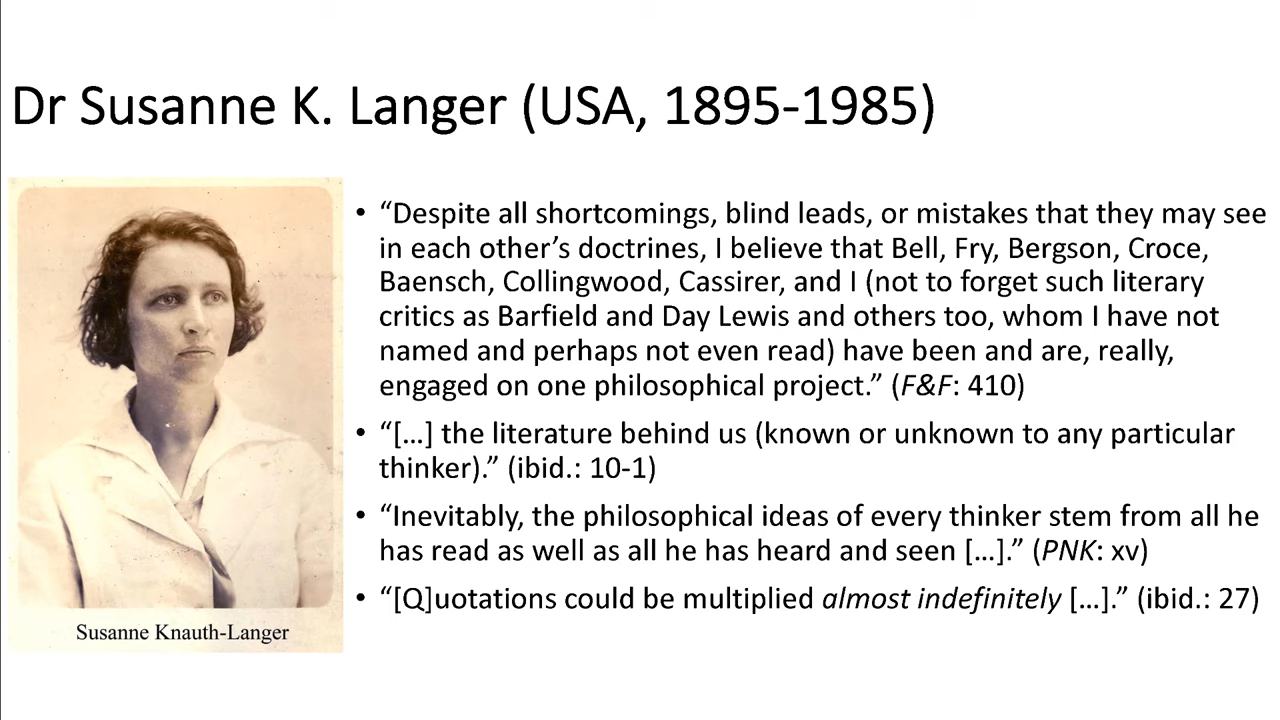 Dr Susanne K. Langer (USA, 1895-1985)
• “Despite all shortcomings, blind leads, or mistakes that they may see
in each other’s doctrines, I believe that Bell, Fry, Bergson, Croce,
Baensch, Collingwood, Cassirer, and I (not to forget such literary
critics as Barfield and Day Lewis and others too, whom I have not
named and perhaps not even read) have been and are, really,
engaged on one philosophical project.” (F&F: 410)
• “[…] the literature behind us (known or unknown to any particular
thinker).” (ibid.: 10-1)
• “Inevitably, the philosophical ideas of every thinker stem from all he
has read as well as all he has heard and seen […].” (PNK: xv)
• “[Q]uotations could be multiplied almost indefinitely […].” (ibid.: 27)
Susanne Knauth-Langer